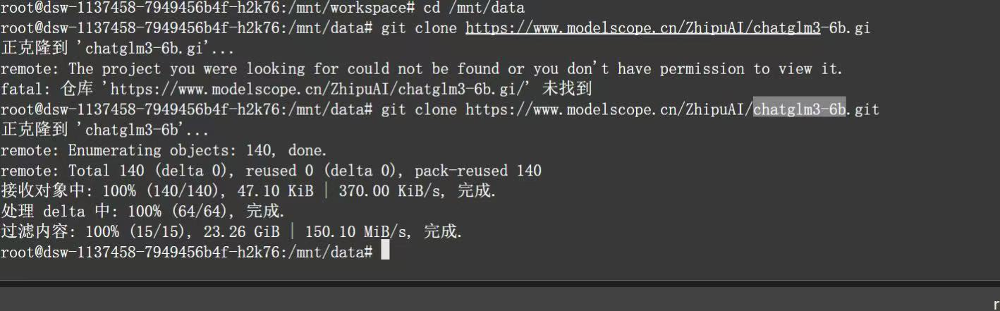 root@dsw-1137458-7949456b4f-h2k76:/mnt/workspace# cd /mnt/data
root@dsw-1137458-7949456b4f-h2k76:/mnt/data# git clone https://www.modelscope.cn/ZhipuAI/chatglm3-6b.gi
正克隆到 'chatglm3-6b.gi'...
remote: The project you were looking for could not be found or you don't have permission to view it.
fatal: 仓库 'https://www.modelscope.cn/ZhipuAI/chatglm3-6b.gi/' 未找到
root@dsw-1137458-7949456b4f-h2k76:/mnt/data# git clone https://www.modelscope.cn/ZhipuAI/chatglm3-6b.git
正克隆到 'chatglm3-6b'...
remote: Enumerating objects: 140, done.
remote: Total 140 (delta 0), reused 0 (delta 0), pack-reused 140
接收对象中: 100% (140/140), 47.10 KiB | 370.00 KiB/s, 完成.
处理 delta 中: 100% (64/64), 完成.
过滤内容: 100% (15/15), 23.26 GiB | 150.10 MiB/s, 完成.
root@dsw-1137458-7949456b4f-h2k76:/mnt/data#
r